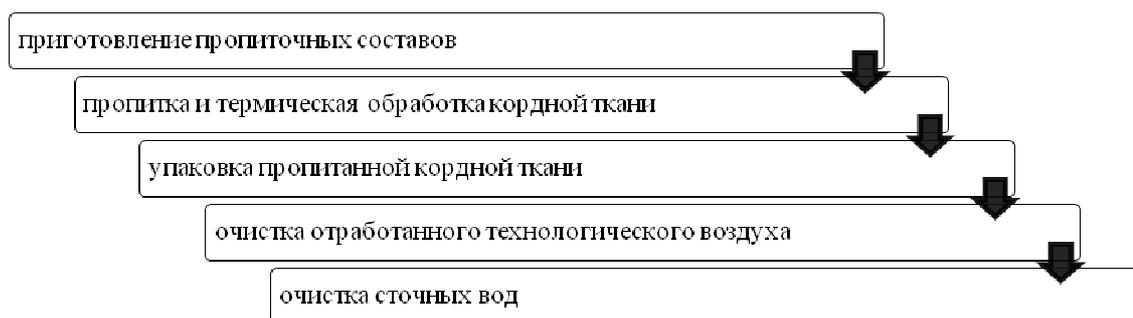 приготовление пропиточных составов
пропитка и термическая обработка кордной ткани
упаковка пропитанной кордной ткани
очистка отработанного технологического воздуха
очистка сточных вод